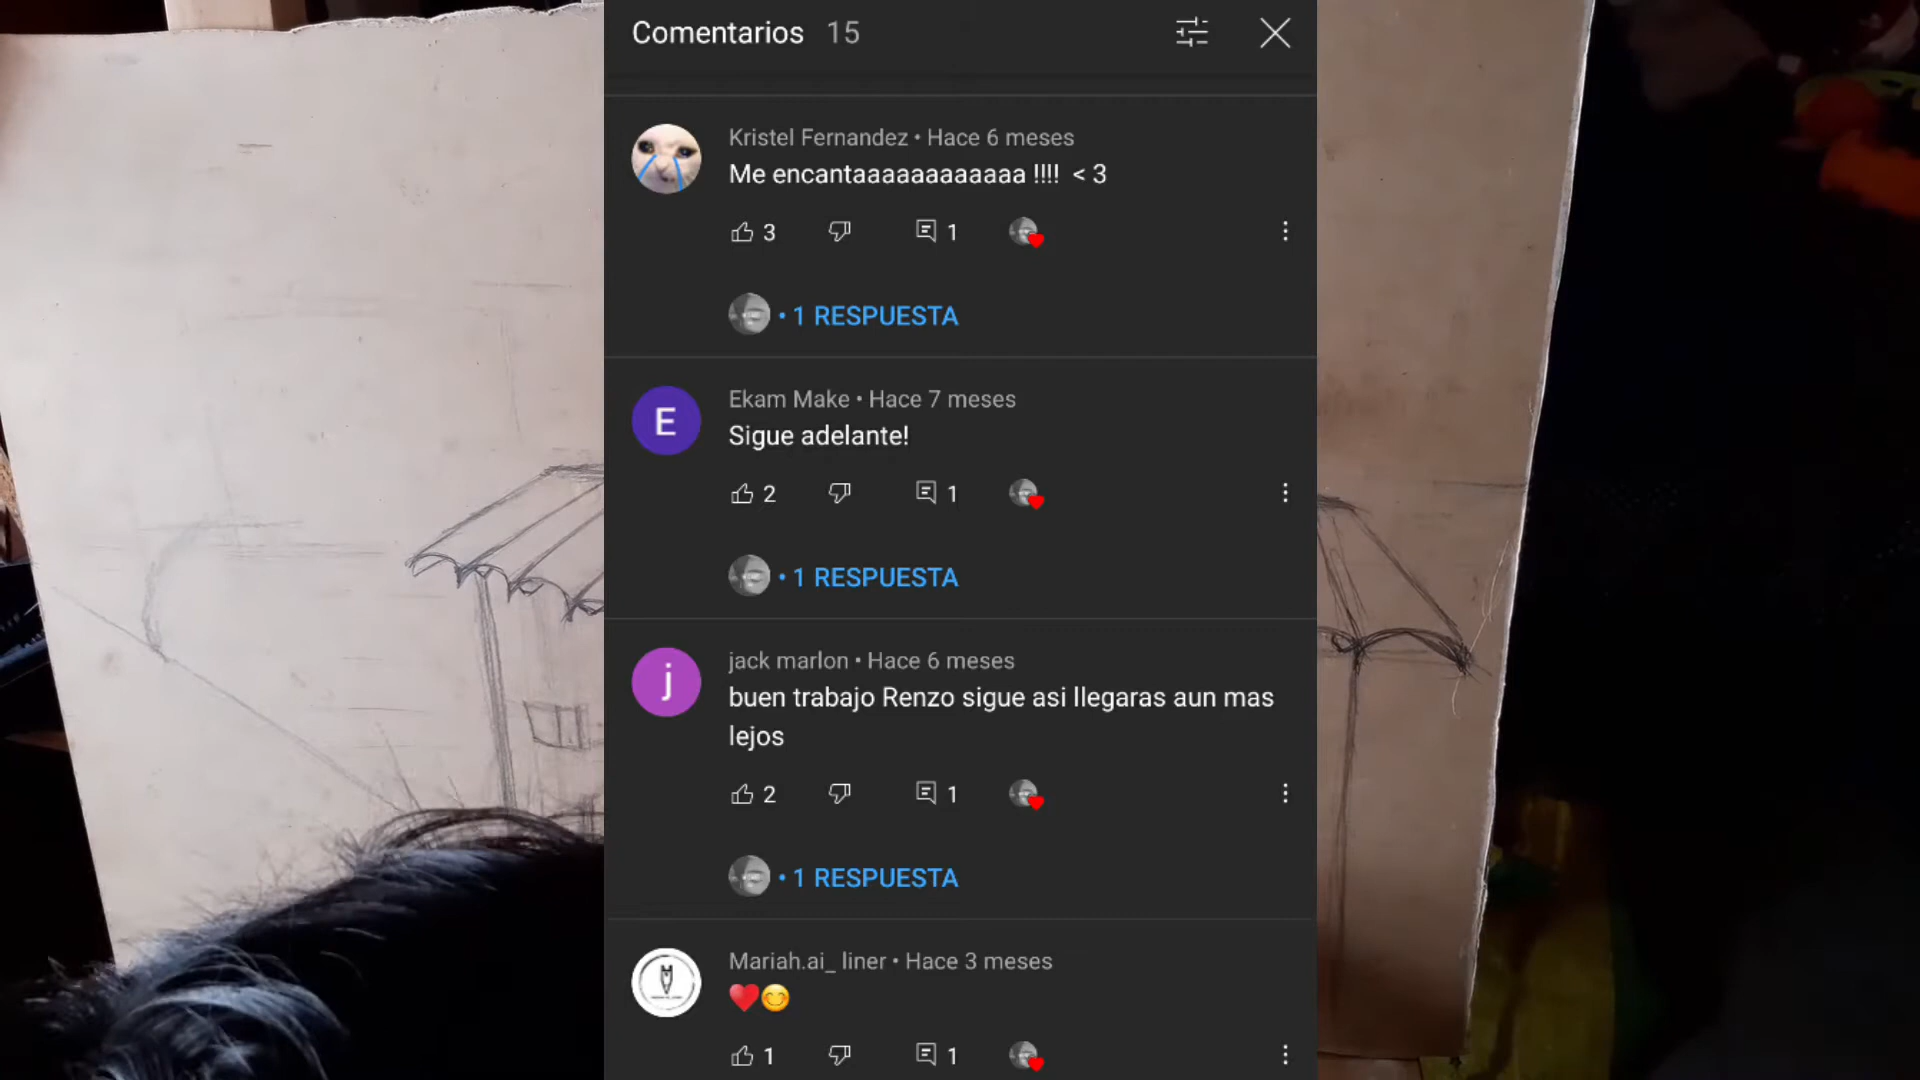 Comentarios 15
Kristel Fernandez • Hace 6 meses
Me encantaaaaaaaaaaaa !!!! < 3
3 1
• 1 RESPUESTA
E
Ekam Make • Hace 7 meses
Sigue adelante!
2 1
• 1 RESPUESTA
j
jack marlon • Hace 6 meses
buen trabajo Renzo sigue asi llegaras aun mas
lejos
2 1
• 1 RESPUESTA
Mariah.ai_ liner • Hace 3 meses
❤️😊
1 1